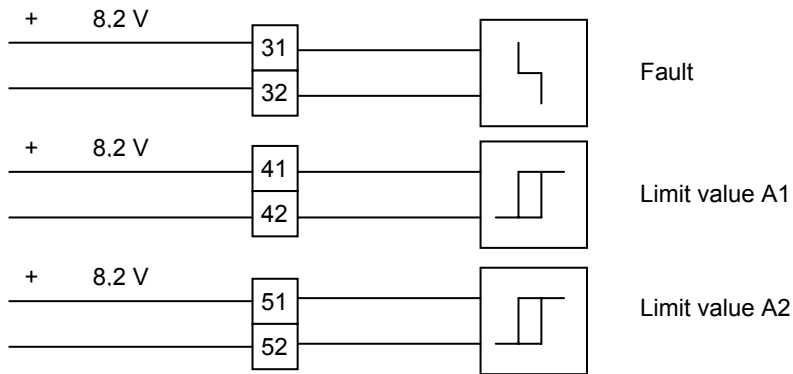 + 8,2 V
31
32
Fault
+ 8,2 V
41
42
Limit value A1
+ 8,2 V
51
52
Limit value A2